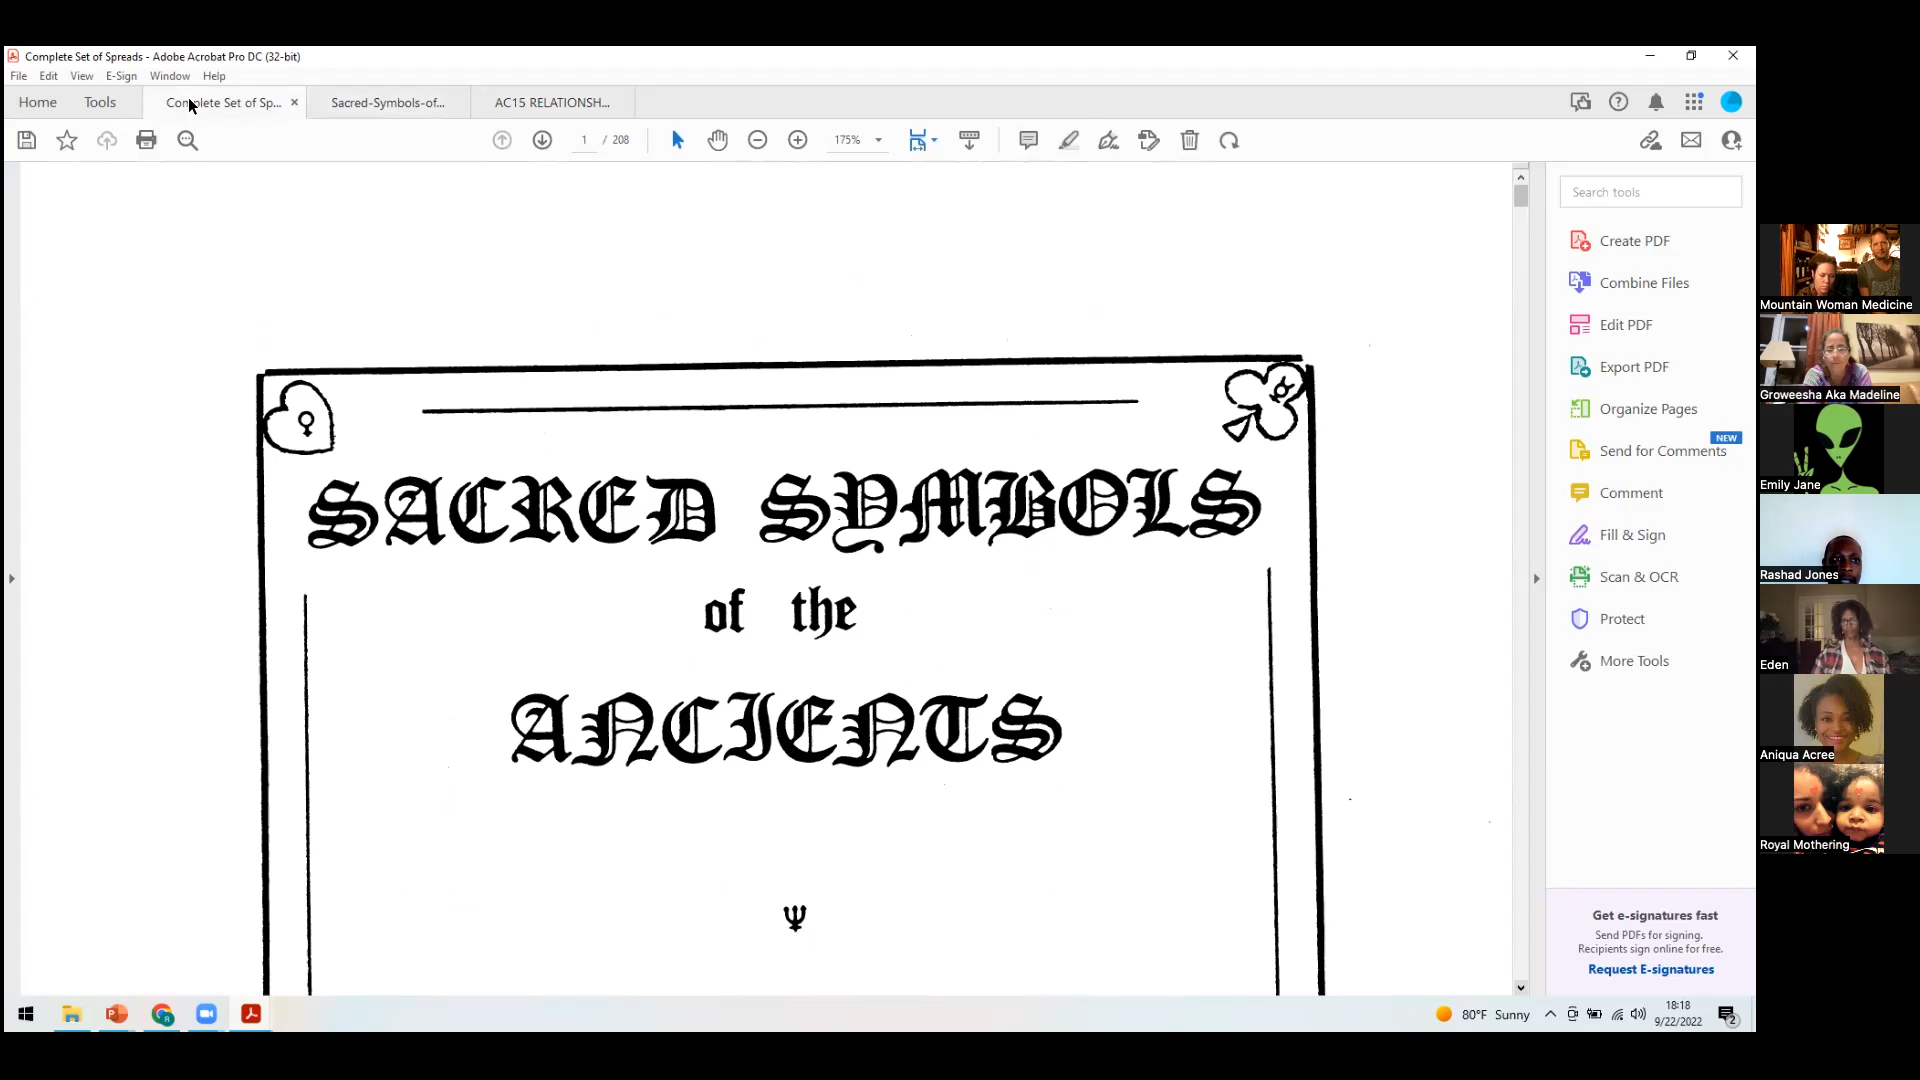 Complete Set of Spreads - Adobe Acrobat Pro DC (32-bit)
File Edit View E-Sign Window Help
Home Tools Complete Set of Sp... × Sacred-Symbols-of... AC15 RELATIONSH...
1 / 208 175%
Search tools
Create PDF
Combine Files
Edit PDF
Export PDF
Organize Pages
NEW
Send for Comments
Comment
Fill & Sign
Scan & OCR
Protect
More Tools
Get e-signatures fast
Send PDFs for signing.
Recipients sign online for free.
Request E-signatures
SACRED SYMBOLS
of the
ANCIENTS
Mountain Woman Medicine
Groweesha Aka Madeline
Emily Jane
Rashad Jones
Eden
Aniqua Acree
Royal Mothering
80°F Sunny
18:18
9/22/2022
2